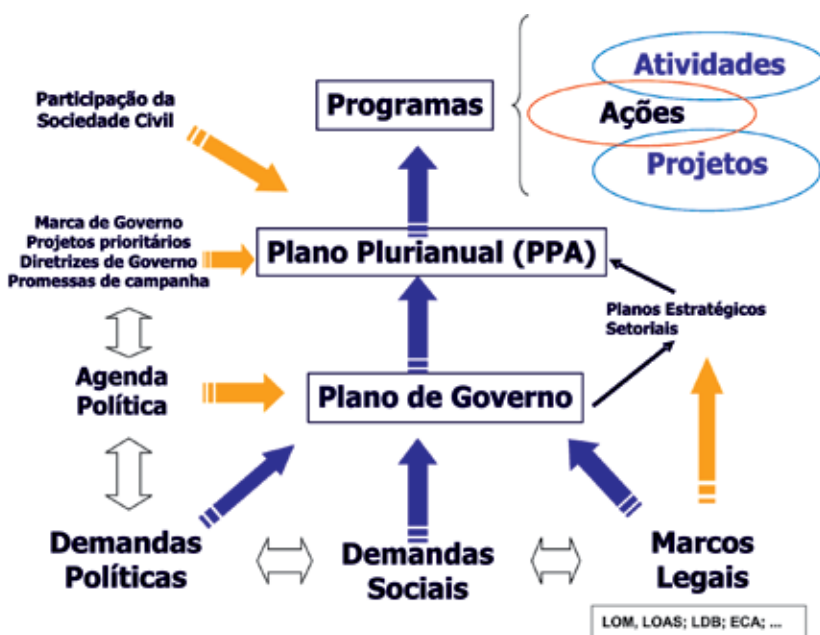 Atividades
Programas
Ações
Participação da
Sociedade Civil
Projetos
Marca de Governo
Projetos prioritários
Diretrizes de Governo
Promessas de campanha
Plano Plurianual (PPA)
Planos Estratégicos
Setoriais
Agenda
Política
Plano de Governo
Demandas
Políticas
Demandas
Sociais
Marcos
Legais
LOM, LOAS; LDB; ECA; ...